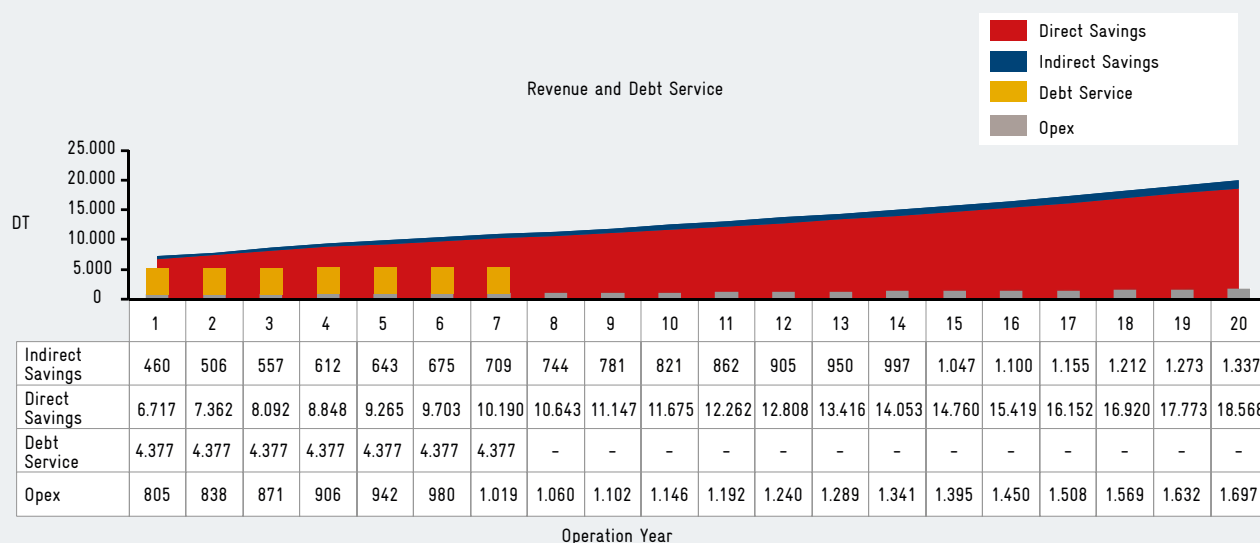 Direct Savings
Indirect Savings
Debt Service
Opex
Revenue and Debt Service
DT
25.000
20.000
15.000
10.000
5.000
0
1 2 3 4 5 6 7 8 9 10 11 12 13 14 15 16 17 18 19 20
Indirect
Savings
460 506 557 612 643 675 709 744 781 821 862 905 950 997 1.047 1.100 1.155 1.212 1.273 1.337
Direct
Savings
6.717 7.362 8.092 8.848 9.265 9.703 10.190 10.643 11.147 11.675 12.262 12.808 13.416 14.053 14.760 15.419 16.152 16.920 17.773 18.568
Debt
Service
4.377 4.377 4.377 4.377 4.377 4.377 4.377 - - - - - - - - - - - - -
Opex 805 838 871 906 942 980 1.019 1.060 1.102 1.146 1.192 1.240 1.289 1.341 1.395 1.450 1.508 1.569 1.632 1.697
Operation Year